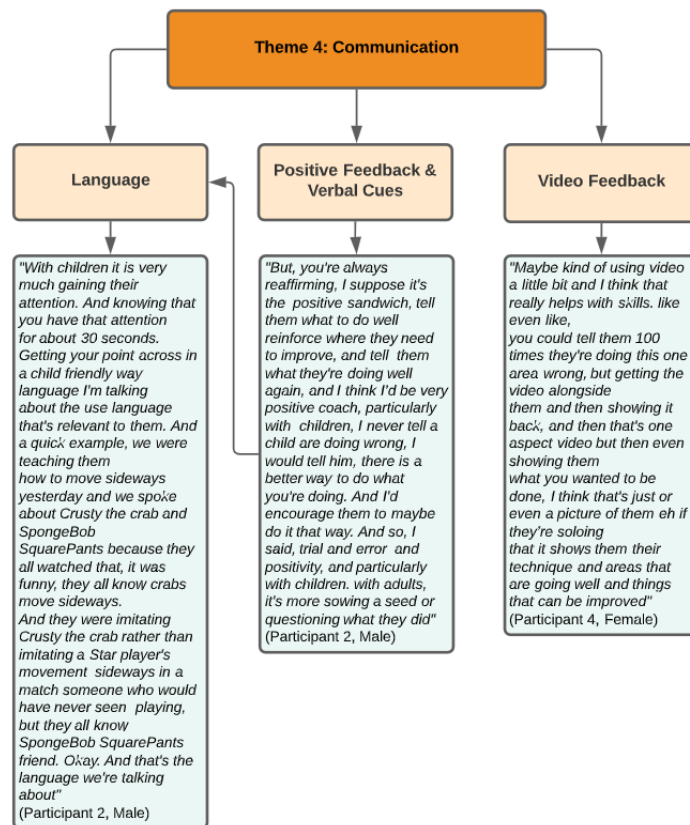 Theme 4: Communication
Language
"With children it is very
much gaining their
attention. And knowing that
you have that attention
for about 30 seconds.
Getting your point across in
a child friendly way
language I'm talking
about the use language
that's relevant to them. And
a quick example, we were
teaching them
how to move sideways
yesterday and we spoke
about Crusty the crab and
SpongeBob
SquarePants because they
all watched that, it was
funny, they all know crabs
move sideways.
And they were imitating
Crusty the crab rather than
imitating a Star player's
movement sideways in a
match someone who would
have never seen playing,
but they all know
SpongeBob SquarePants
friend. Okay. And that's the
language we're talking
about"
(Participant 2, Male)
Positive Feedback &
Verbal Cues
"But, you're always
reaffirming, I suppose it's
the positive sandwich, tell
them what to do well
reinforce where they need
to improve, and tell them
what they're doing well
again, and I think I'd be very
positive coach, particularly
with children, I never tell a
child are doing wrong, I
would tell him, there is a
better way to do what
you're doing. And I'd
encourage them to maybe
do it that way. And so, I
said, trial and error and
positivity, and particularly
with children. with adults,
it's more sowing a seed or
questioning what they did"
(Participant 2, Male)
Video Feedback
"Maybe kind of using video
a little bit and I think that
really helps with skills. like
even like,
you could tell them 100
times they're doing this one
area wrong, but getting the
video alongside
them and then showing it
back, and then that's one
aspect video but then even
showing them
what you wanted to be
done, I think that's just or
even a picture of them eh if
they're soloing
that it shows them their
technique and areas that
are going well and things
that can be improved"
(Participant 4, Female)